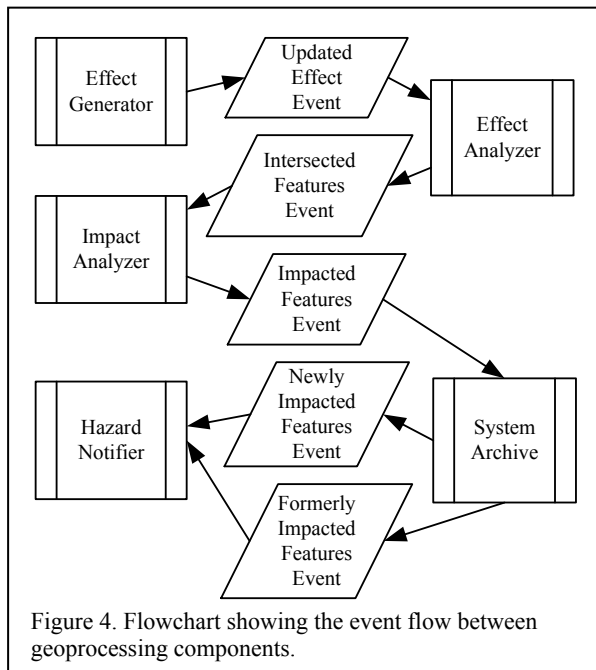 Effect
Generator
Updated
Effect
Event
Effect
Analyzer
Intersected
Features
Event
Impact
Analyzer
Impacted
Features
Event
System
Archive
Newly
Impacted
Features
Event
Formerly
Impacted
Features
Event
Hazard
Notifier
Figure 4. Flowchart showing the event flow between
geoprocessing components.